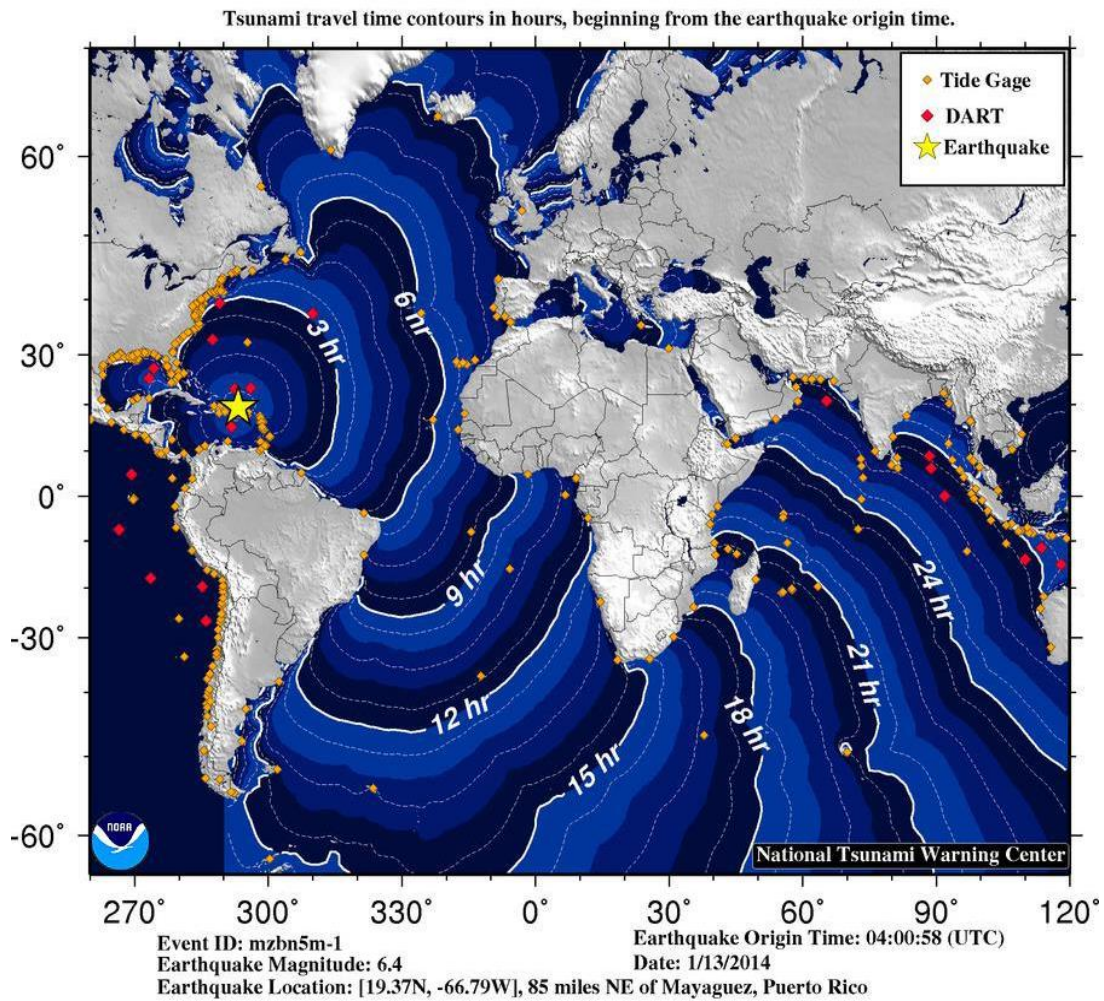 Tsunami travel time contours in hours, beginning from the earthquake origin time.
Tide Gage
DART
Earthquake
60°
30°
0°
-30°
-60°
3 hr
6 hr
9 hr
12 hr
15 hr
18 hr
21 hr
24 hr
NOAA
National Tsunami Warning Center
270° 300° 330° 0° 30° 60° 90° 120°
Event ID: mzbn5m-1
Earthquake Magnitude: 6.4
Earthquake Location: [19.37N, -66.79W], 85 miles NE of Mayaguez, Puerto Rico
Earthquake Origin Time: 04:00:58 (UTC)
Date: 1/13/2014